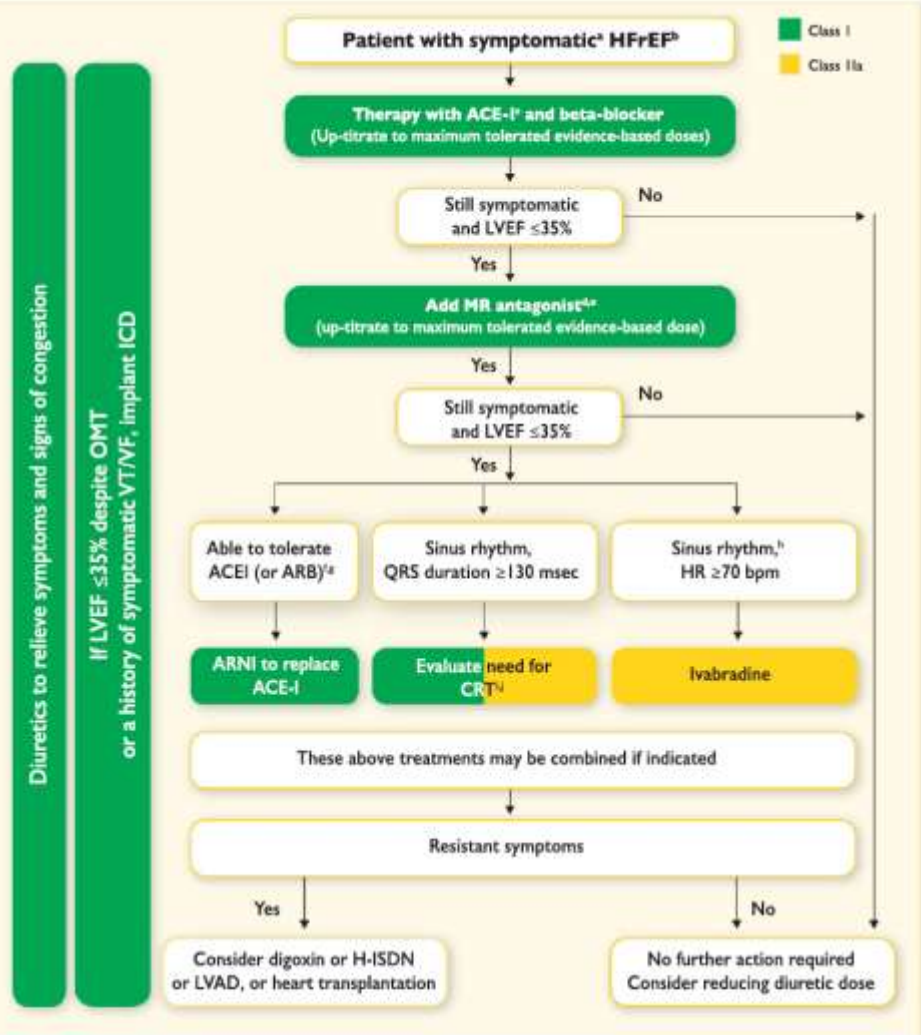 Patient with symptomaticᵃ HFrEFᵇ
Class I
Class IIa
Therapy with ACE-Iᶜ and beta-blocker
(Up-titrate to maximum tolerated evidence-based doses)
Still symptomatic
and LVEF ≤35%
No
Yes
Add MR antagonistᵈ,ᵉ
(up-titrate to maximum tolerated evidence-based dose)
Yes
Still symptomatic
and LVEF ≤35%
No
Yes
Able to tolerate
ACEI (or ARB)ᶠ,ᵍ
Sinus rhythm,
QRS duration ≥130 msec
Sinus rhythm,ʰ
HR ≥70 bpm
ARNI to replace
ACE-I
Evaluate need for
CRTⁱ,ʲ
Ivabradine
These above treatments may be combined if indicated
Resistant symptoms
Yes
No
Consider digoxin or H-ISDN
or LVAD, or heart transplantation
No further action required
Consider reducing diuretic dose
Diuretics to relieve symptoms and signs of congestion
If LVEF ≤35% despite OMT
or a history of symptomatic VT/VF, implant ICD